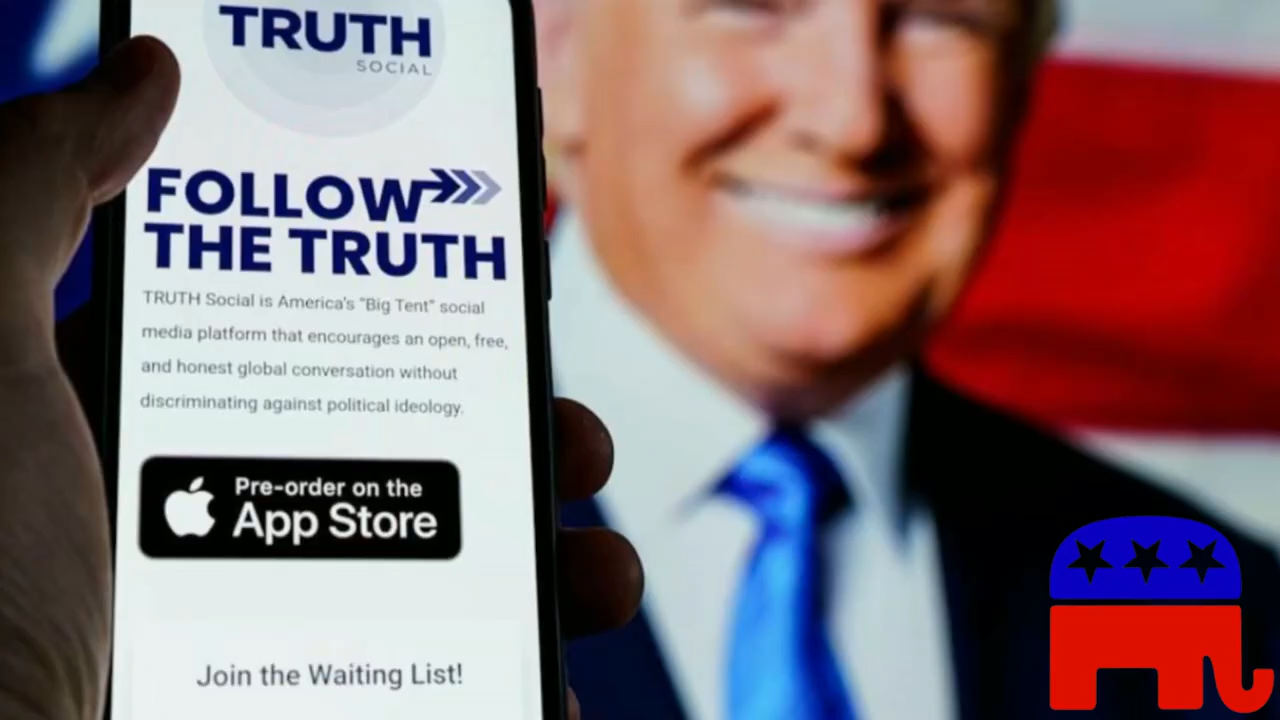 TRUTH
SOCIAL
FOLLOW
THE TRUTH
TRUTH Social is America's "Big Tent" social
media platform that encourages an open, free,
and honest global conversation without
discriminating against political ideology.
Pre-order on the
App Store
Join the Waiting List!